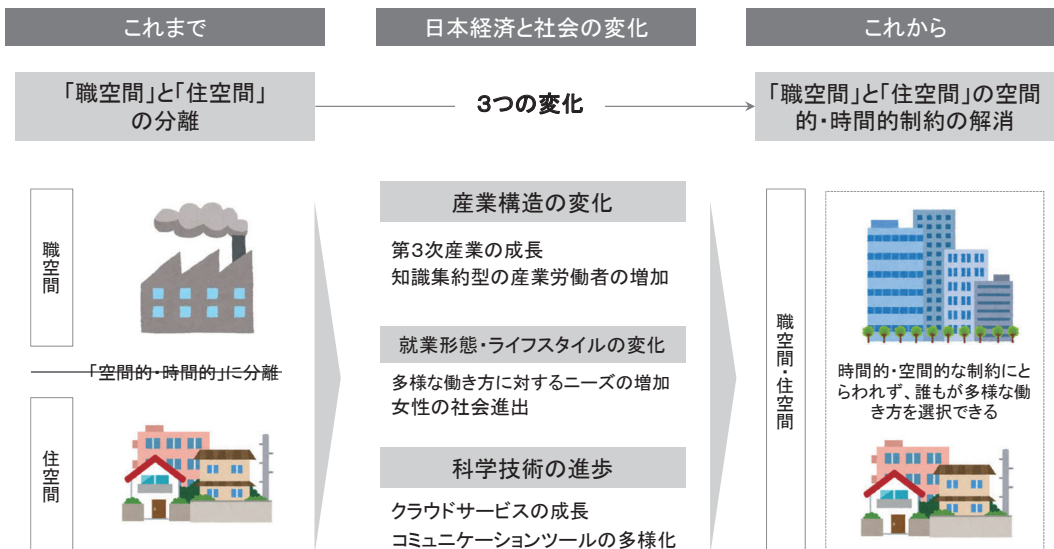 これまで
日本経済と社会の変化
これから
「職空間」と「住空間」
の分離
3つの変化
「職空間」と「住空間」の空間
的・時間的制約の解消
職空間
「空間的・時間的」に分離
住空間
産業構造の変化
第3次産業の成長
知識集約型の産業労働者の増加
就業形態・ライフスタイルの変化
多様な働き方に対するニーズの増加
女性の社会進出
科学技術の進歩
クラウドサービスの成長
コミュニケーションツールの多様化
職空間・住空間
時間的・空間的な制約にと
らわれず、誰もが多様な働
き方を選択できる